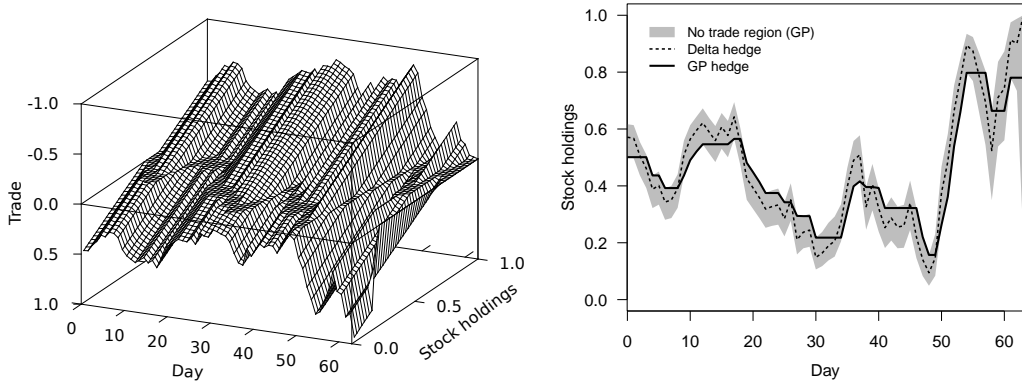 -1.0
-0.5
0.0
0.5
1.0
Trade
0
10
20
30
40
50
60
Day
0.0
0.5
1.0
Stock holdings
1.0
0.8
0.6
0.4
0.2
0.0
Stock holdings
No trade region (GP)
Delta hedge
GP hedge
0 10 20 30 40 50 60
Day